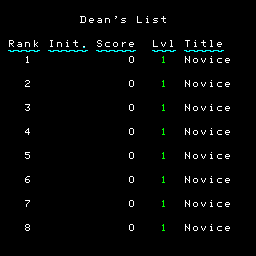 Dean's List
Rank Init. Score Lvl Title
1 0 1 Novice
2 0 1 Novice
3 0 1 Novice
4 0 1 Novice
5 0 1 Novice
6 0 1 Novice
7 0 1 Novice
8 0 1 Novice